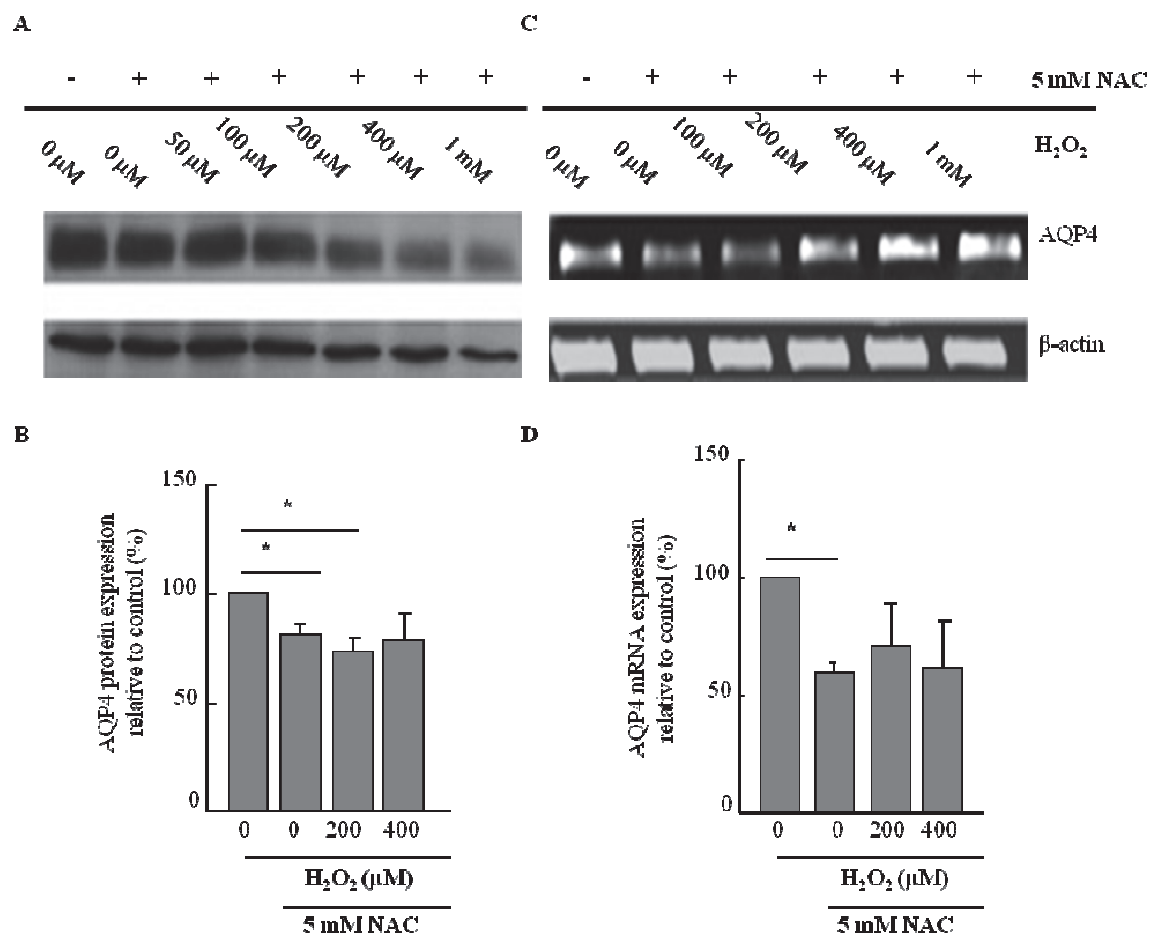 A
- + + + + + +
0 μM 0 μM 50 μM 100 μM 200 μM 400 μM 1 mM
C
- + + + + + 5 mM NAC
0 μM 0 μM 100 μM 200 μM 400 μM 1 mM H₂O₂
AQP4
β-actin
B
AQP4 protein expression
relative to control (%)
150
100
50
0
*
*
0 0 200 400
H₂O₂ (μM)
5 mM NAC
D
AQP4 mRNA expression
relative to control (%)
150
100
50
0
*
0 0 200 400
H₂O₂ (μM)
5 mM NAC